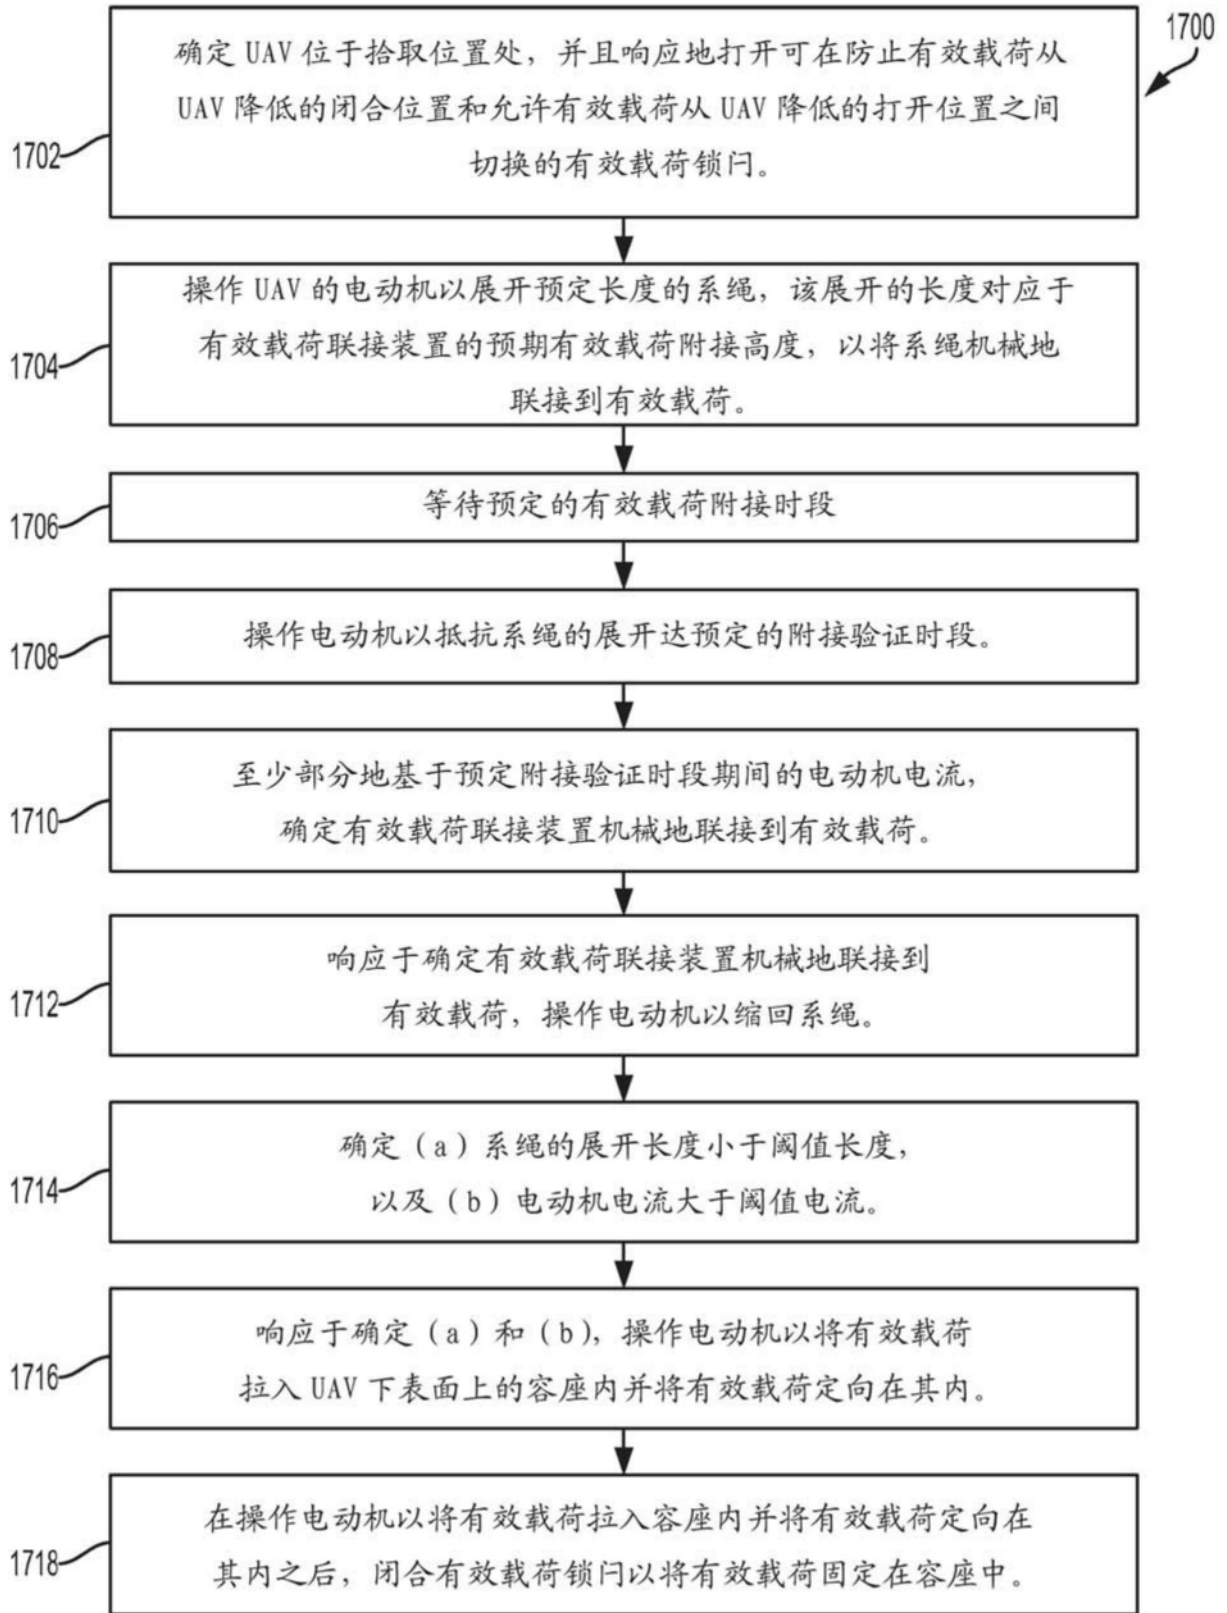 1700
确定 UAV 位于拾取位置处，并且响应地打开可在防止有效载荷从
UAV 降低的闭合位置和允许有效载荷从 UAV 降低的打开位置之间
切换的有效载荷锁闩。
1702
操作 UAV 的电动机以展开预定长度的系绳，该展开的长度对应于
有效载荷联接装置的预期有效载荷附接高度，以将系绳机械地
联接到有效载荷。
1704
等待预定的有效载荷附接时段
1706
操作电动机以抵抗系绳的展开达预定的附接验证时段。
1708
至少部分地基于预定附接验证时段期间的电动机电流，
确定有效载荷联接装置机械地联接到有效载荷。
1710
响应于确定有效载荷联接装置机械地联接到
有效载荷，操作电动机以缩回系绳。
1712
确定（a）系绳的展开长度小于阈值长度，
以及（b）电动机电流大于阈值电流。
1714
响应于确定（a）和（b），操作电动机以将有效载荷
拉入 UAV 下表面上的容座内并将有效载荷定向在其内。
1716
在操作电动机以将有效载荷拉入容座内并将有效载荷定向在
其内之后，闭合有效载荷锁闩以将有效载荷固定在容座中。
1718